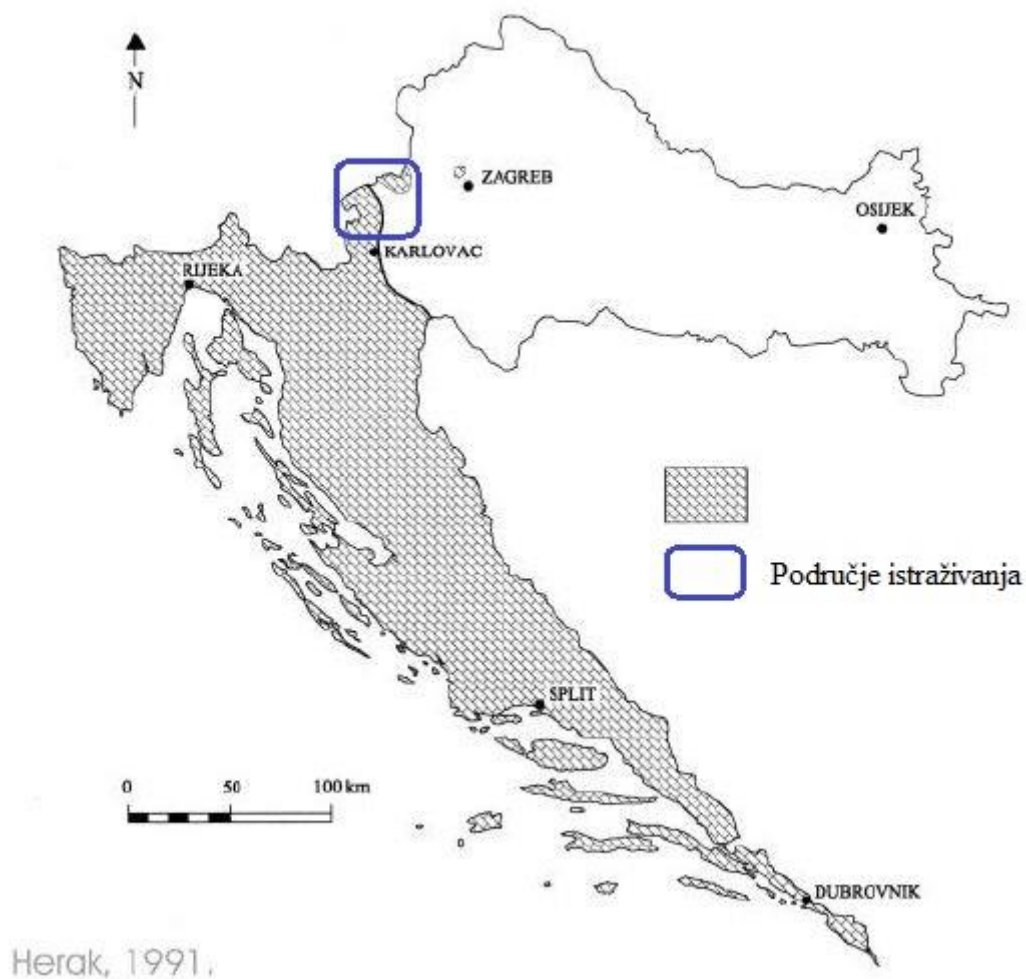 N
ZAGREB
OSIJEK
KARLOVAC
RIJEKA
Područje istraživanja
SPLIT
0 50 100 km
DUBROVNIK
Herak, 1991.